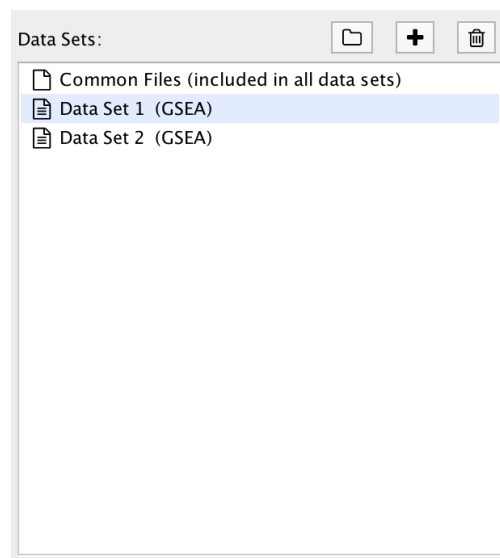 Data Sets:
Common Files (included in all data sets)
Data Set 1  (GSEA)
Data Set 2  (GSEA)